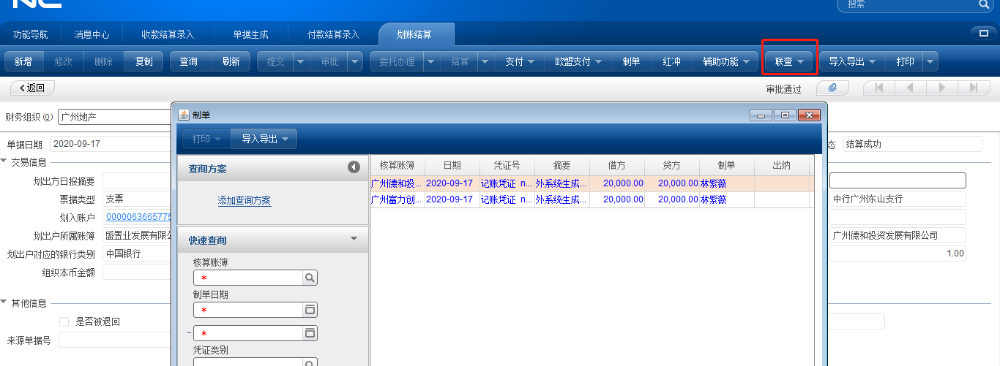 NC
搜索
功能导航 消息中心 收款结算录入 单据生成 付款结算录入 划账结算
新增 修改 删除 复制 查询 刷新 提交 审批 委托办理 结算 支付 欧盟支付 制单 红冲 辅助功能 联查 导入导出 打印
返回 审批通过
财务组织(O) 广州地产
单据日期 2020-09-17 态 结算成功
交易信息
划出方日报摘要
票据类型 支票 中行广州东山支行
划入账户 0000063665775
划出户所属账簿 盛置业发展有限公 广州德和投资发展有限公司
划出户对应的银行类别 中国银行 1.00
组织本币金额
其他信息
是否被退回
来源单据号
制单
打印 导入导出
查询方案
添加查询方案
快速查询
核算账簿
*
制单日期
*
– *
凭证类别
核算账簿 日期 凭证号 摘要 借方 贷方 制单 出纳
广州德和投... 2020-09-17 记账凭证 n... 外系统生成... 20,000.00 20,000.00 林紫薇
广州富力创... 2020-09-17 记账凭证 n... 外系统生成... 20,000.00 20,000.00 林紫薇